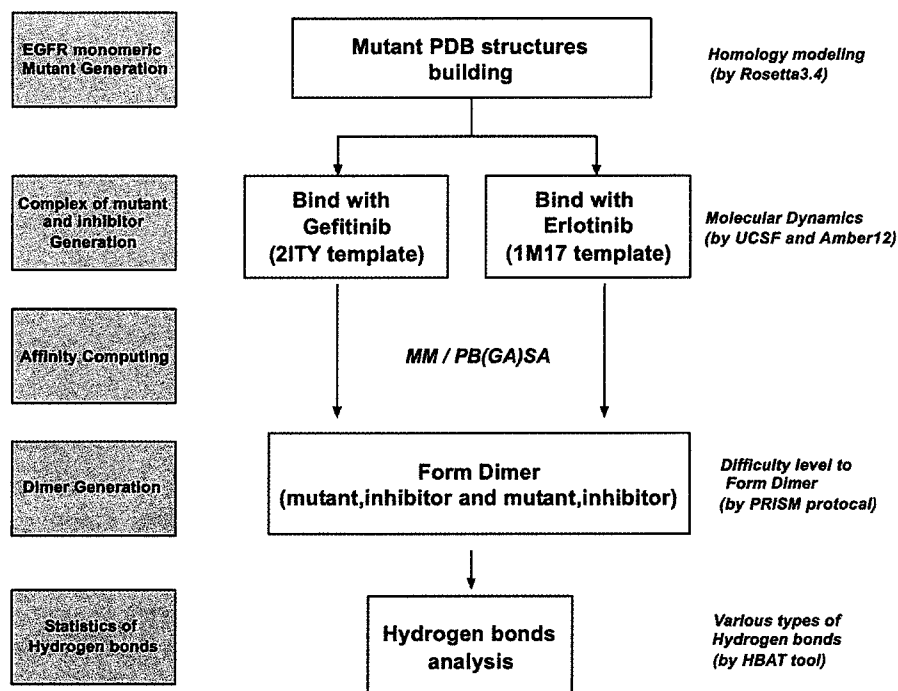 EGFR monomeric
Mutant Generation
Mutant PDB structures
building
Homology modeling
(by Rosetta3.4)
Complex of mutant
and inhibitor
Generation
Bind with
Gefitinib
(2ITY template)
Bind with
Erlotinib
(1M17 template)
Molecular Dynamics
(by UCSF and Amber12)
Affinity Computing
MM / PB(GA)SA
Dimer Generation
Form Dimer
(mutant,inhibitor and mutant,inhibitor)
Difficulty level to
Form Dimer
(by PRISM protocal)
Statistics of
Hydrogen bonds
Hydrogen bonds
analysis
Various types of
Hydrogen bonds
(by HBAT tool)